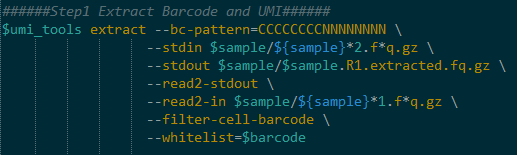 ######Step1 Extract Barcode and UMI######
$umi_tools extract --bc-pattern=CCCCCCCCNNNNNNNN \
--stdin $sample/${sample}*2.f*q.gz \
--stdout $sample/$sample.R1.extracted.fq.gz \
--read2-stdout \
--read2-in $sample/${sample}*1.f*q.gz \
--filter-cell-barcode \
--whitelist=$barcode